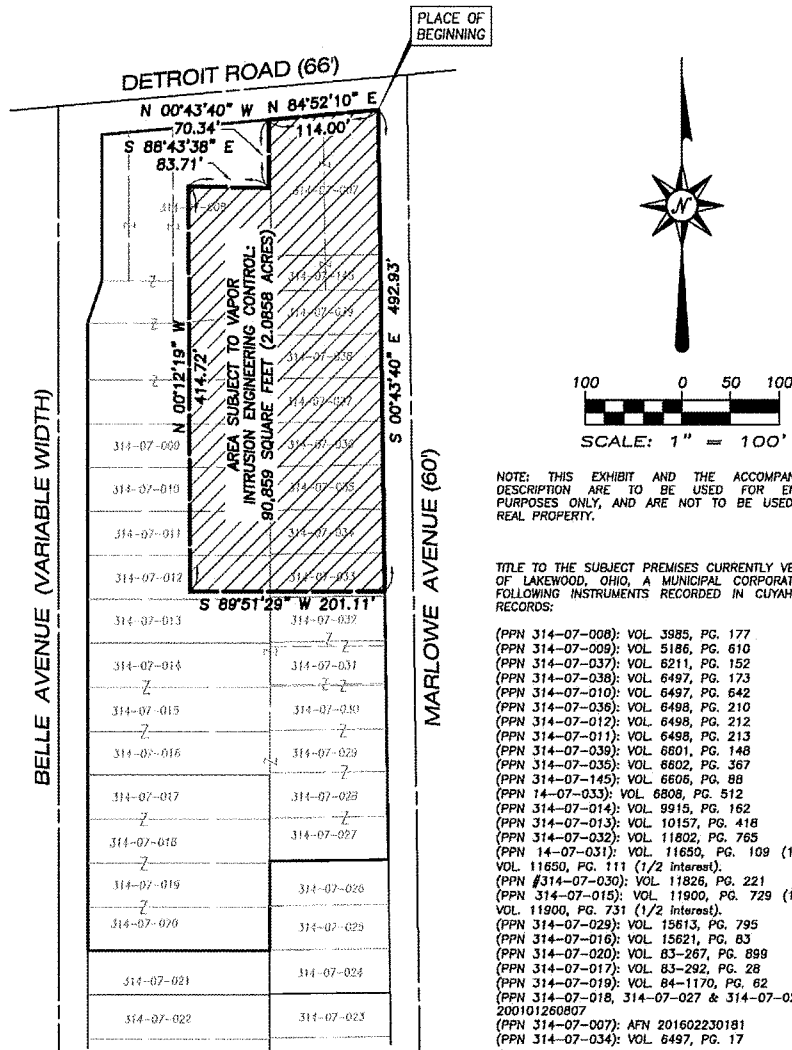 PLACE OF
BEGINNING
DETROIT ROAD (66')
N 00°43'40" W
N 84°52'10" E
70.34'
114.00'
S 88°43'38" E
83.71'
314-07-007
314-07-008
314-07-145
314-07-039
314-07-038
314-07-037
314-07-036
314-07-035
314-07-034
314-07-033
N 00°12'19" W
414.72'
AREA SUBJECT TO VAPOR
INTRUSION ENGINEERING CONTROL:
90,859 SQUARE FEET (2.0858 ACRES)
S 00°43'40" E 492.93'
BELLE AVENUE (VARIABLE WIDTH)
MARLOWE AVENUE (60')
314-07-009
314-07-010
314-07-011
314-07-012
S 89°51'29" W 201.11'
314-07-013
314-07-032
314-07-014
314-07-031
314-07-015
314-07-030
314-07-016
314-07-029
314-07-017
314-07-028
314-07-018
314-07-027
314-07-019
314-07-026
314-07-020
314-07-025
314-07-021
314-07-024
314-07-022
314-07-023
N
100 0 50 100
SCALE: 1" = 100'
NOTE: THIS EXHIBIT AND THE ACCOMPAN
DESCRIPTION ARE TO BE USED FOR EN
PURPOSES ONLY, AND ARE NOT TO BE USED
REAL PROPERTY.
TITLE TO THE SUBJECT PREMISES CURRENTLY VE
OF LAKEWOOD, OHIO, A MUNICIPAL CORPORAT
FOLLOWING INSTRUMENTS RECORDED IN CUYAH
RECORDS:
(PPN 314-07-008): VOL. 3985, PG. 177
(PPN 314-07-009): VOL. 5186, PG. 610
(PPN 314-07-037): VOL. 6211, PG. 152
(PPN 314-07-038): VOL. 6497, PG. 173
(PPN 314-07-010): VOL. 6497, PG. 642
(PPN 314-07-036): VOL. 6498, PG. 210
(PPN 314-07-012): VOL. 6498, PG. 212
(PPN 314-07-011): VOL. 6498, PG. 213
(PPN 314-07-039): VOL. 6601, PG. 148
(PPN 314-07-035): VOL. 6602, PG. 367
(PPN 314-07-145): VOL. 6606, PG. 88
(PPN 14-07-033): VOL. 6808, PG. 512
(PPN 314-07-014): VOL. 9915, PG. 162
(PPN 314-07-013): VOL. 10157, PG. 418
(PPN 314-07-032): VOL. 11802, PG. 765
(PPN 14-07-031): VOL. 11650, PG. 109 (1
VOL. 11650, PG. 111 (1/2 interest).
(PPN #314-07-030): VOL. 11826, PG. 221
(PPN 314-07-015): VOL. 11900, PG. 729 (1
VOL. 11900, PG. 731 (1/2 interest).
(PPN 314-07-029): VOL. 15613, PG. 795
(PPN 314-07-016): VOL. 15621, PG. 83
(PPN 314-07-020): VOL. 83-267, PG. 899
(PPN 314-07-017): VOL. 83-292, PG. 28
(PPN 314-07-019): VOL. 84-1170, PG. 62
(PPN 314-07-018, 314-07-027 & 314-07-02
200101260807
(PPN 314-07-007): AFN 201602230181
(PPN 314-07-034): VOL. 6497, PG. 17